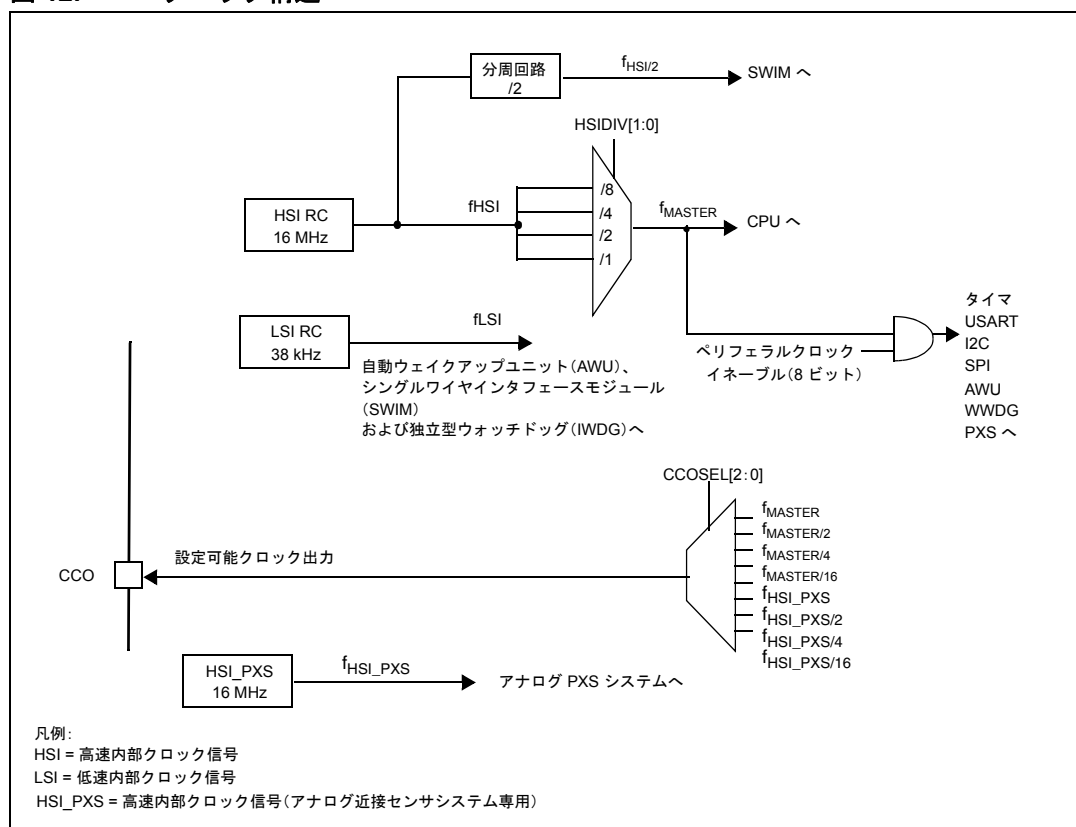 分周回路
/2
fHSI/2
SWIM へ
HSIDIV[1:0]
/8
/4
/2
/1
HSI RC
16 MHz
fHSI
fMASTER
CPU へ
LSI RC
38 kHz
fLSI
自動ウェイクアップユニット(AWU)、
シングルワイヤインタフェースモジュール
(SWIM)
および独立型ウォッチドッグ(IWDG)へ
ペリフェラルクロック
イネーブル(8 ビット)
タイマ
USART
I2C
SPI
AWU
WWDG
PXS へ
CCOSEL[2:0]
fMASTER
fMASTER/2
fMASTER/4
fMASTER/16
fHSI_PXS
fHSI_PXS/2
fHSI_PXS/4
fHSI_PXS/16
設定可能クロック出力
CCO
HSI_PXS
16 MHz
fHSI_PXS
アナログ PXS システムへ
凡例:
HSI = 高速内部クロック信号
LSI = 低速内部クロック信号
HSI_PXS = 高速内部クロック信号(アナログ近接センサシステム専用)